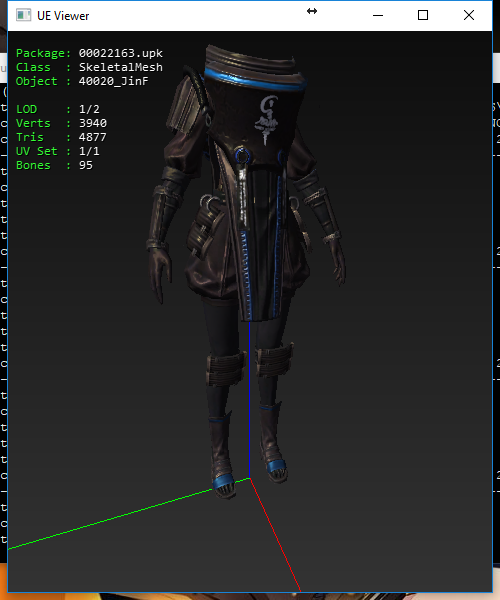 UE Viewer
Package: 00022163.upk
Class  : SkeletalMesh
Object : 40020_JinF
LOD    : 1/2
Verts  : 3940
Tris   : 4877
UV Set : 1/1
Bones  : 95